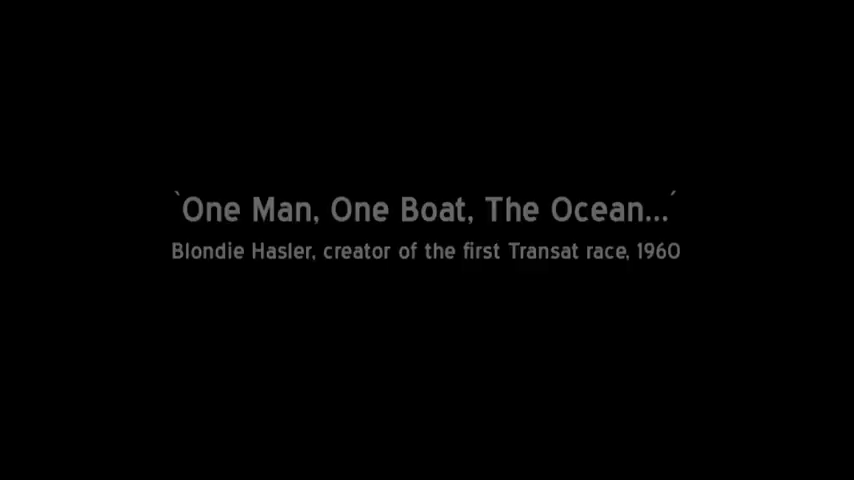 `One Man, One Boat, The Ocean...´
Blondie Hasler, creator of the first Transat race, 1960